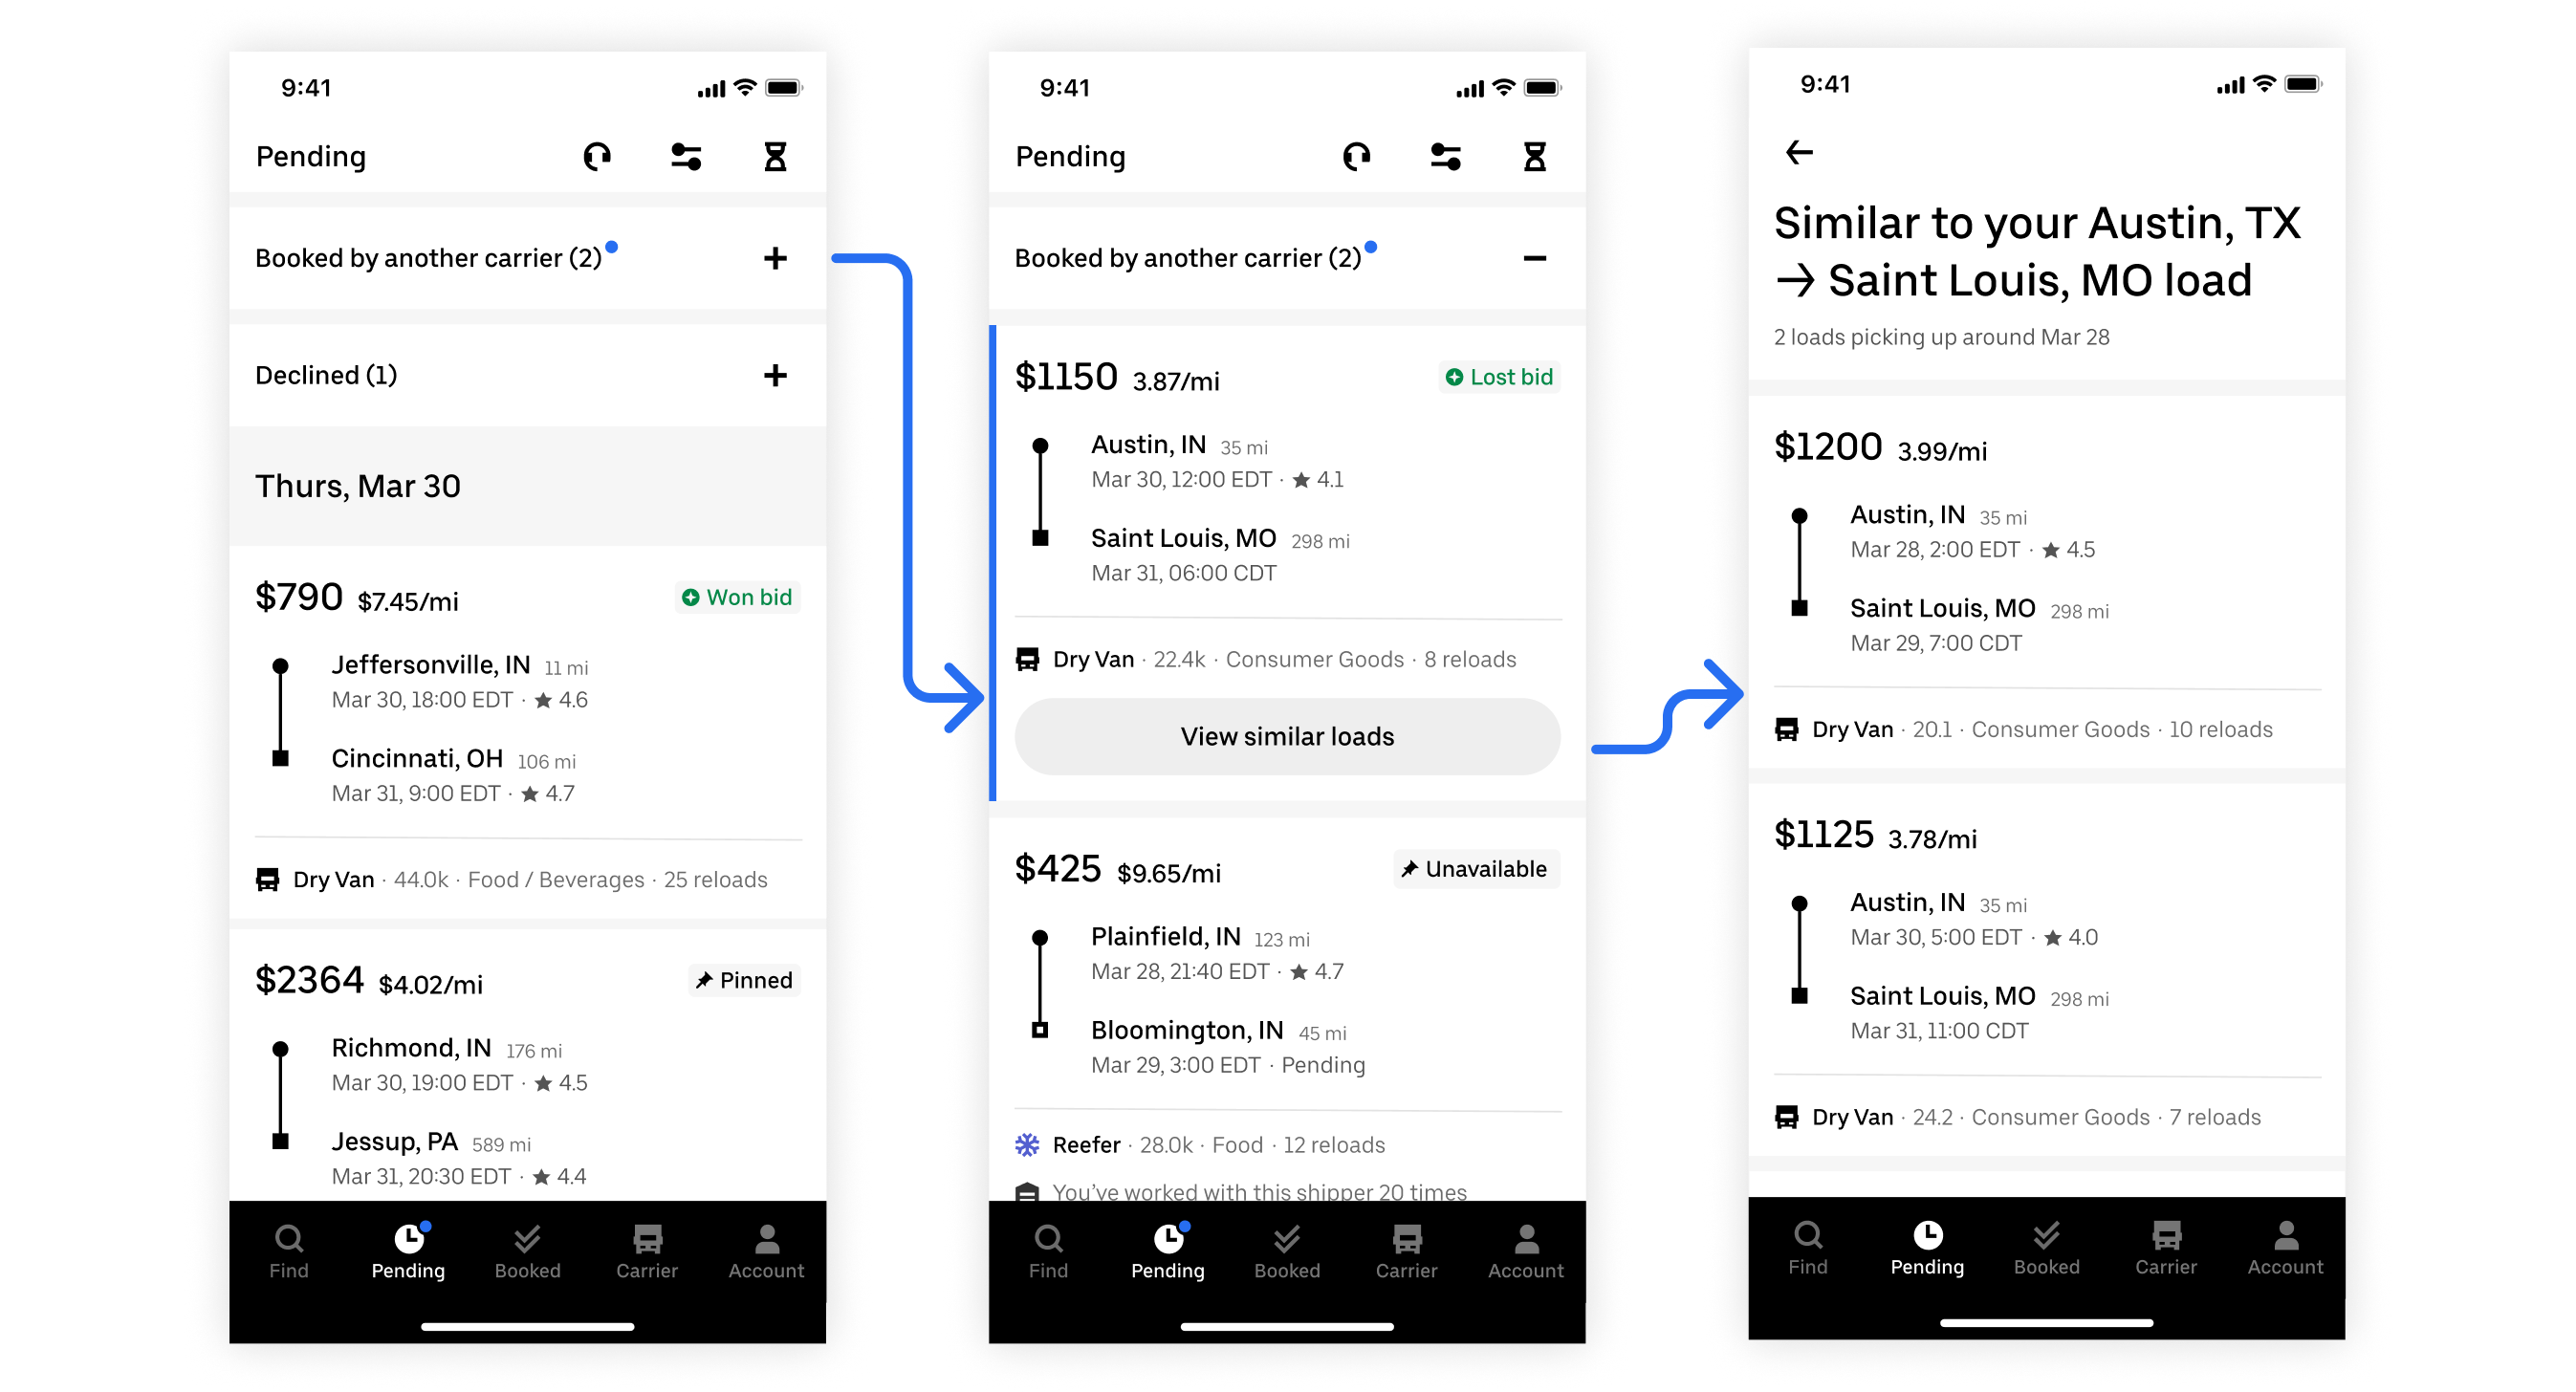 9:41
Pending
Booked by another carrier (2)
Declined (1)
Thurs, Mar 30
$790 $7.45/mi Won bid
Jeffersonville, IN 11 mi
Mar 30, 18:00 EDT · ★ 4.6
Cincinnati, OH 106 mi
Mar 31, 9:00 EDT · ★ 4.7
Dry Van · 44.0k · Food / Beverages · 25 reloads
$2364 $4.02/mi Pinned
Richmond, IN 176 mi
Mar 30, 19:00 EDT · ★ 4.5
Jessup, PA 589 mi
Mar 31, 20:30 EDT · ★ 4.4
Find Pending Booked Carrier Account
9:41
Pending
Booked by another carrier (2)
$1150 3.87/mi Lost bid
Austin, IN 35 mi
Mar 30, 12:00 EDT · ★ 4.1
Saint Louis, MO 298 mi
Mar 31, 06:00 CDT
Dry Van · 22.4k · Consumer Goods · 8 reloads
View similar loads
$425 $9.65/mi Unavailable
Plainfield, IN 123 mi
Mar 28, 21:40 EDT · ★ 4.7
Bloomington, IN 45 mi
Mar 29, 3:00 EDT · Pending
Reefer · 28.0k · Food · 12 reloads
You've worked with this shipper 20 times
Find Pending Booked Carrier Account
9:41
Similar to your Austin, TX
→ Saint Louis, MO load
2 loads picking up around Mar 28
$1200 3.99/mi
Austin, IN 35 mi
Mar 28, 2:00 EDT · ★ 4.5
Saint Louis, MO 298 mi
Mar 29, 7:00 CDT
Dry Van · 20.1 · Consumer Goods · 10 reloads
$1125 3.78/mi
Austin, IN 35 mi
Mar 30, 5:00 EDT · ★ 4.0
Saint Louis, MO 298 mi
Mar 31, 11:00 CDT
Dry Van · 24.2 · Consumer Goods · 7 reloads
Find Pending Booked Carrier Account